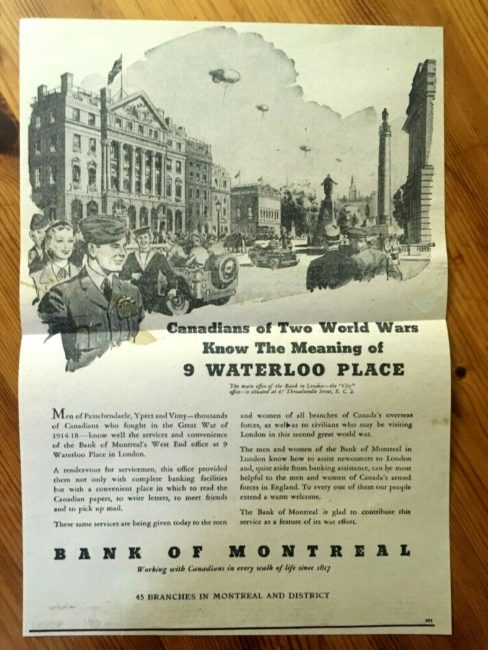 Canadians of Two World Wars
Know The Meaning of
9 WATERLOO PLACE
The main office of the Bank in London—the "City"
office—is situated at 47 Threadneedle Street, E. C. 2.
Men of Passchendaele, Ypres and Vimy—thousands
of Canadians who fought in the Great War of
1914-18—know well the services and convenience
of the Bank of Montreal's West End office at 9
Waterloo Place in London.
A rendezvous for servicemen, this office provided
them not only with complete banking facilities
but with a convenient place in which to read the
Canadian papers, to write letters, to meet friends
and to pick up mail.
These same services are being given today to the men
and women of all branches of Canada's overseas
forces, as well as to civilians who may be visiting
London in this second great world war.
The men and women of the Bank of Montreal in
London know how to assist newcomers to London
and, quite aside from banking assistance, can be most
helpful to the men and women of Canada's armed
forces in England. To every one of them our people
extend a warm welcome.
The Bank of Montreal is glad to contribute this
service as a feature of its war effort.
BANK OF MONTREAL
Working with Canadians in every walk of life since 1817
45 BRANCHES IN MONTREAL AND DISTRICT